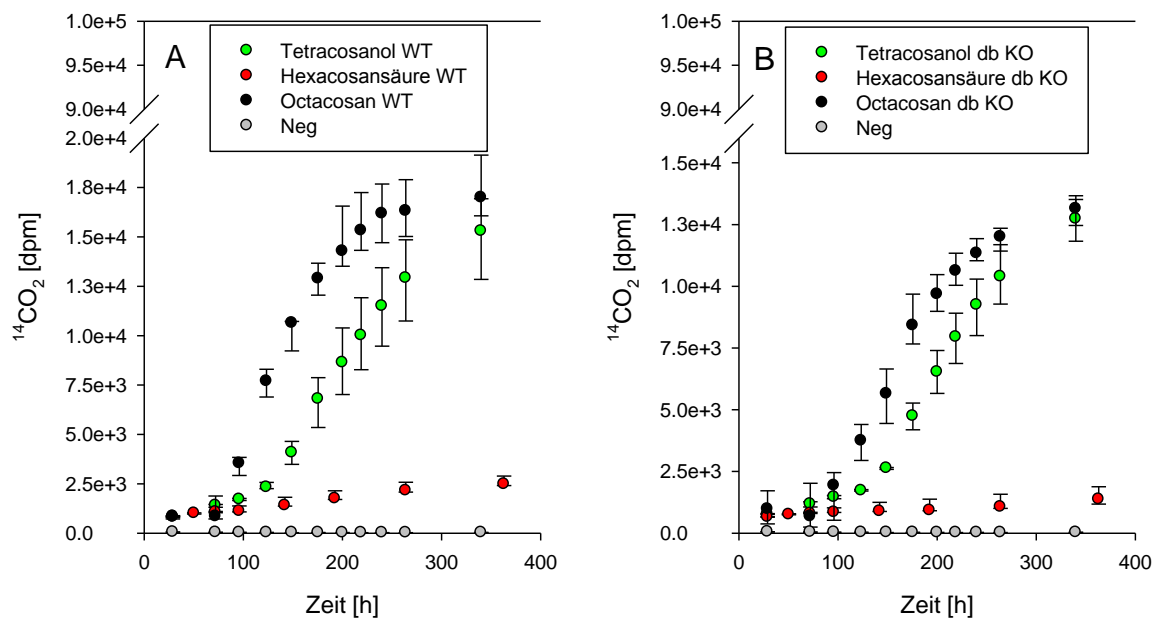 A
Tetracosanol WT
Hexacosansäure WT
Octacosan WT
Neg
1.0e+5
9.5e+4
9.0e+4
2.0e+4
1.8e+4
1.5e+4
1.3e+4
1.0e+4
7.5e+3
5.0e+3
2.5e+3
0.0
¹⁴CO₂ [dpm]
0 100 200 300 400
Zeit [h]
B
Tetracosanol db KO
Hexacosansäure db KO
Octacosan db KO
Neg
1.0e+5
9.5e+4
9.0e+4
1.5e+4
1.3e+4
1.0e+4
7.5e+3
5.0e+3
2.5e+3
0.0
¹⁴CO₂ [dpm]
0 100 200 300 400
Zeit [h]